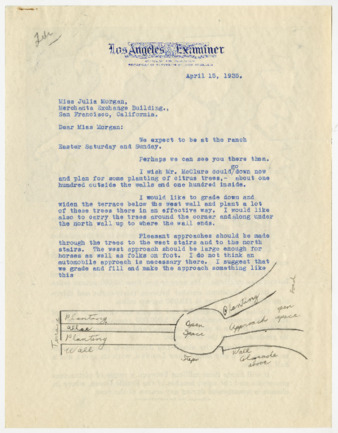 Los Angeles Examiner
April 15, 1935.
Miss Julia Morgan,
Merchants Exchange Building.,
San Francisco, California.
Dear Miss Morgan:
We expect to be at the ranch
Easter Saturday and Sunday.
Perhaps we can see you there then.
go
I wish Mr. McClure could down now
and plan for some planting of citrus trees,- about one
hundred outside the walls and one hundred inside.
I would like to grade down and
widen the terrace below the west wall and plant a lot
of these trees there in an effective way. I would like
also to carry the trees around the corner and along under
the north wall up to where the wall ends.
Pleasant approaches should be made
through the trees to the west stairs and to the north
stairs. The west approach should be large enough for
horses as well as folks on foot. I do not think an
automobile approach is necessary there. I suggest that
we grade and fill and make the approach something like
this
Planting
Road
Planting
Open
Space
Approach
open
space
Planting
Wall
Steps
Wall
above